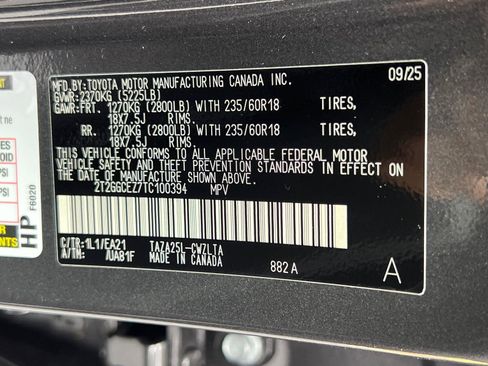 MFD.BY:TOYOTA MOTOR MANUFACTURING CANADA INC. 09/25
GVWR:2370KG (5225LB)
GAWR:FRT. 1270KG (2800LB) WITH 235/60R18 TIRES,
18X7.5J RIMS.
RR. 1270KG (2800LB) WITH 235/60R18 TIRES,
18X7.5J RIMS.
THIS VEHICLE CONFORMS TO ALL APPLICABLE FEDERAL MOTOR
VEHICLE SAFETY AND THEFT PREVENTION STANDARDS IN EFFECT ON
THE DATE OF MANUFACTURE SHOWN ABOVE.
2T2GGCEZ7TC100394 MPV
C/TR:1L1/EA21 TAZA25L-CWZLTA
A/TM: /UA81F MADE IN CANADA 882A A
HP
F6020